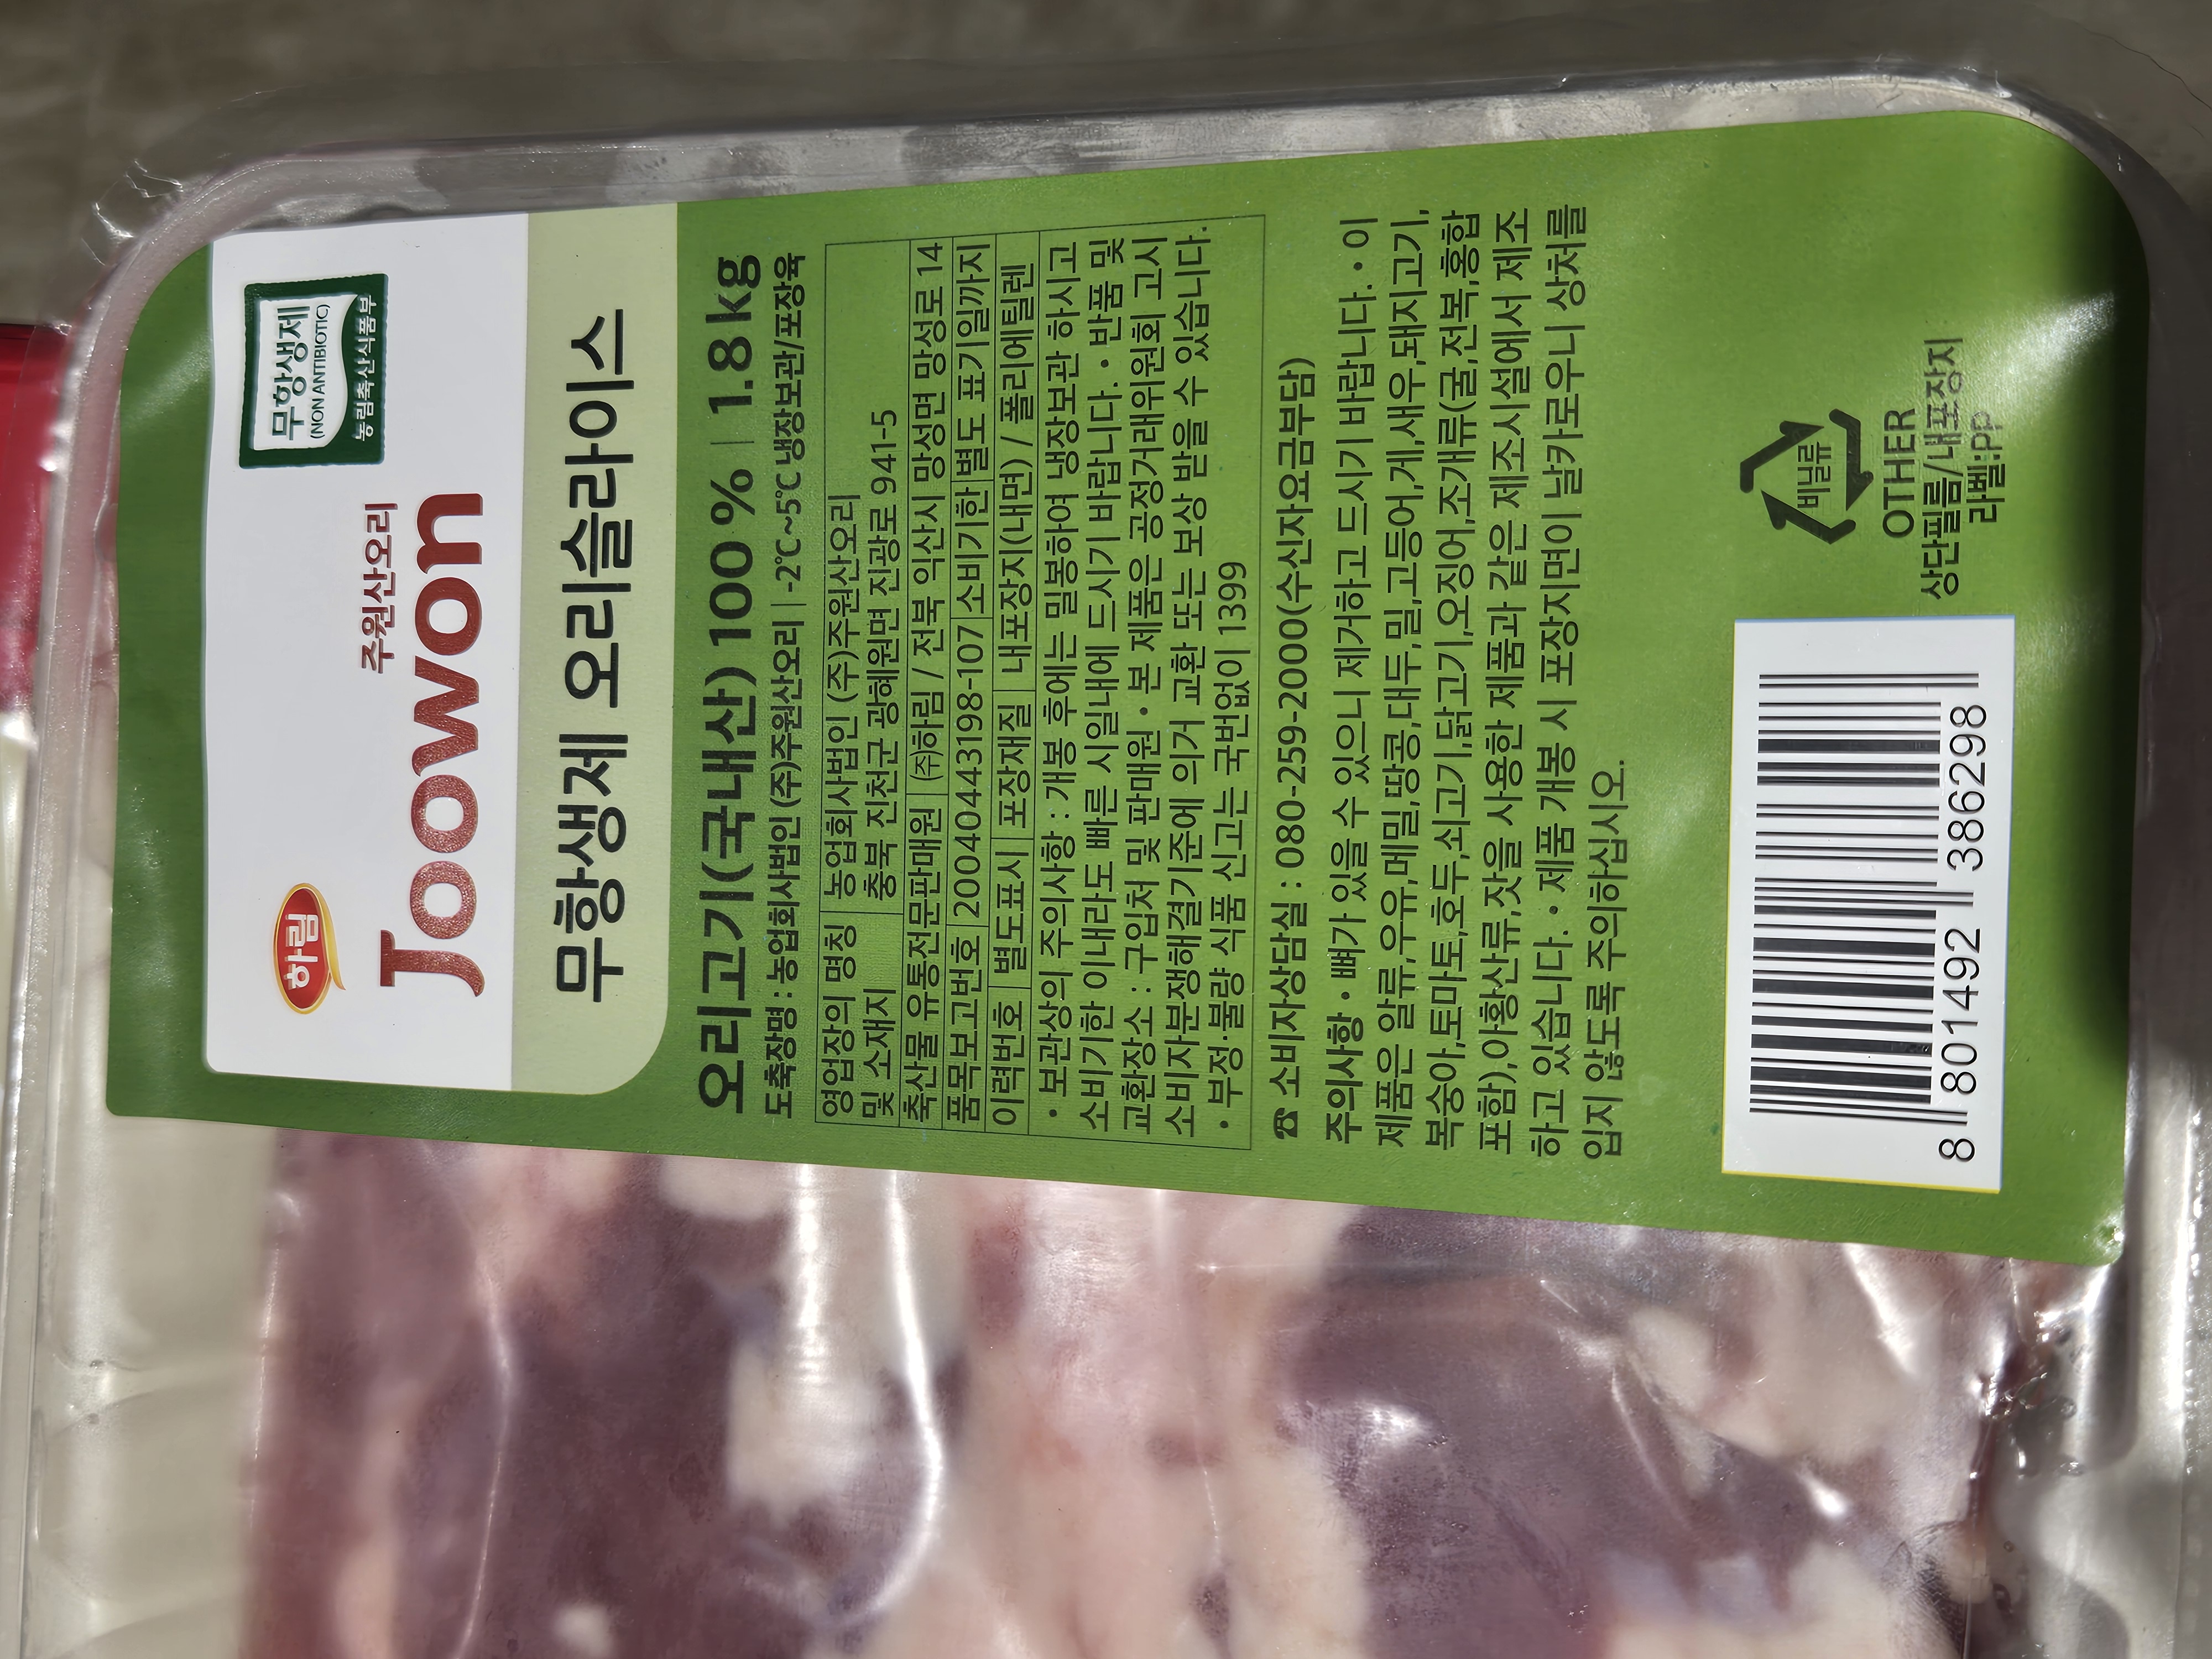 하림
주원산오리
Joowon
무항생제
(NON ANTIBIOTIC)
농림축산식품부
무항생제 오리슬라이스
오리고기(국내산) 100% | 1.8kg
도축장명 : 농업회사법인 (주)주원산오리 | -2℃~5℃ 냉장보관/포장육
영업장의 명칭 및 소재지 농업회사법인 (주)주원산오리
충북 진천군 광혜원면 진광로 941-5
축산물 유통전문판매원 (주)하림 / 전북 익산시 망성면 망성로 14
품목보고번호 20040443198-107 소비기한 별도 표기일까지
이력번호 별도표시 포장재질 내포장지(내면) / 폴리에틸렌
• 보관상의 주의사항 : 개봉 후에는 밀봉하여 냉장보관 하시고
소비기한 이내라도 빠른 시일내에 드시기 바랍니다. • 반품 및
교환장소 : 구입처 및 판매원 • 본 제품은 공정거래위원회 고시
소비자분쟁해결기준에 의거 교환 또는 보상 받을 수 있습니다.
• 부정·불량 식품 신고는 국번없이 1399
☎ 소비자상담실 : 080-259-2000(수신자요금부담)
주의사항 • 뼈가 있을 수 있으니 제거하고 드시기 바랍니다. • 이
제품은 알류,우유,메밀,땅콩,대두,밀,고등어,게,새우,돼지고기,
복숭아,토마토,호두,쇠고기,닭고기,오징어,조개류(굴,전복,홍합
포함),아황산류,잣을 사용한 제품과 같은 제조시설에서 제조
하고 있습니다. • 제품 개봉 시 포장지면이 날카로우니 상처를
입지 않도록 주의하십시오.
8 801492 386298
비닐류
OTHER
상단필름/내포장지
라벨:PP